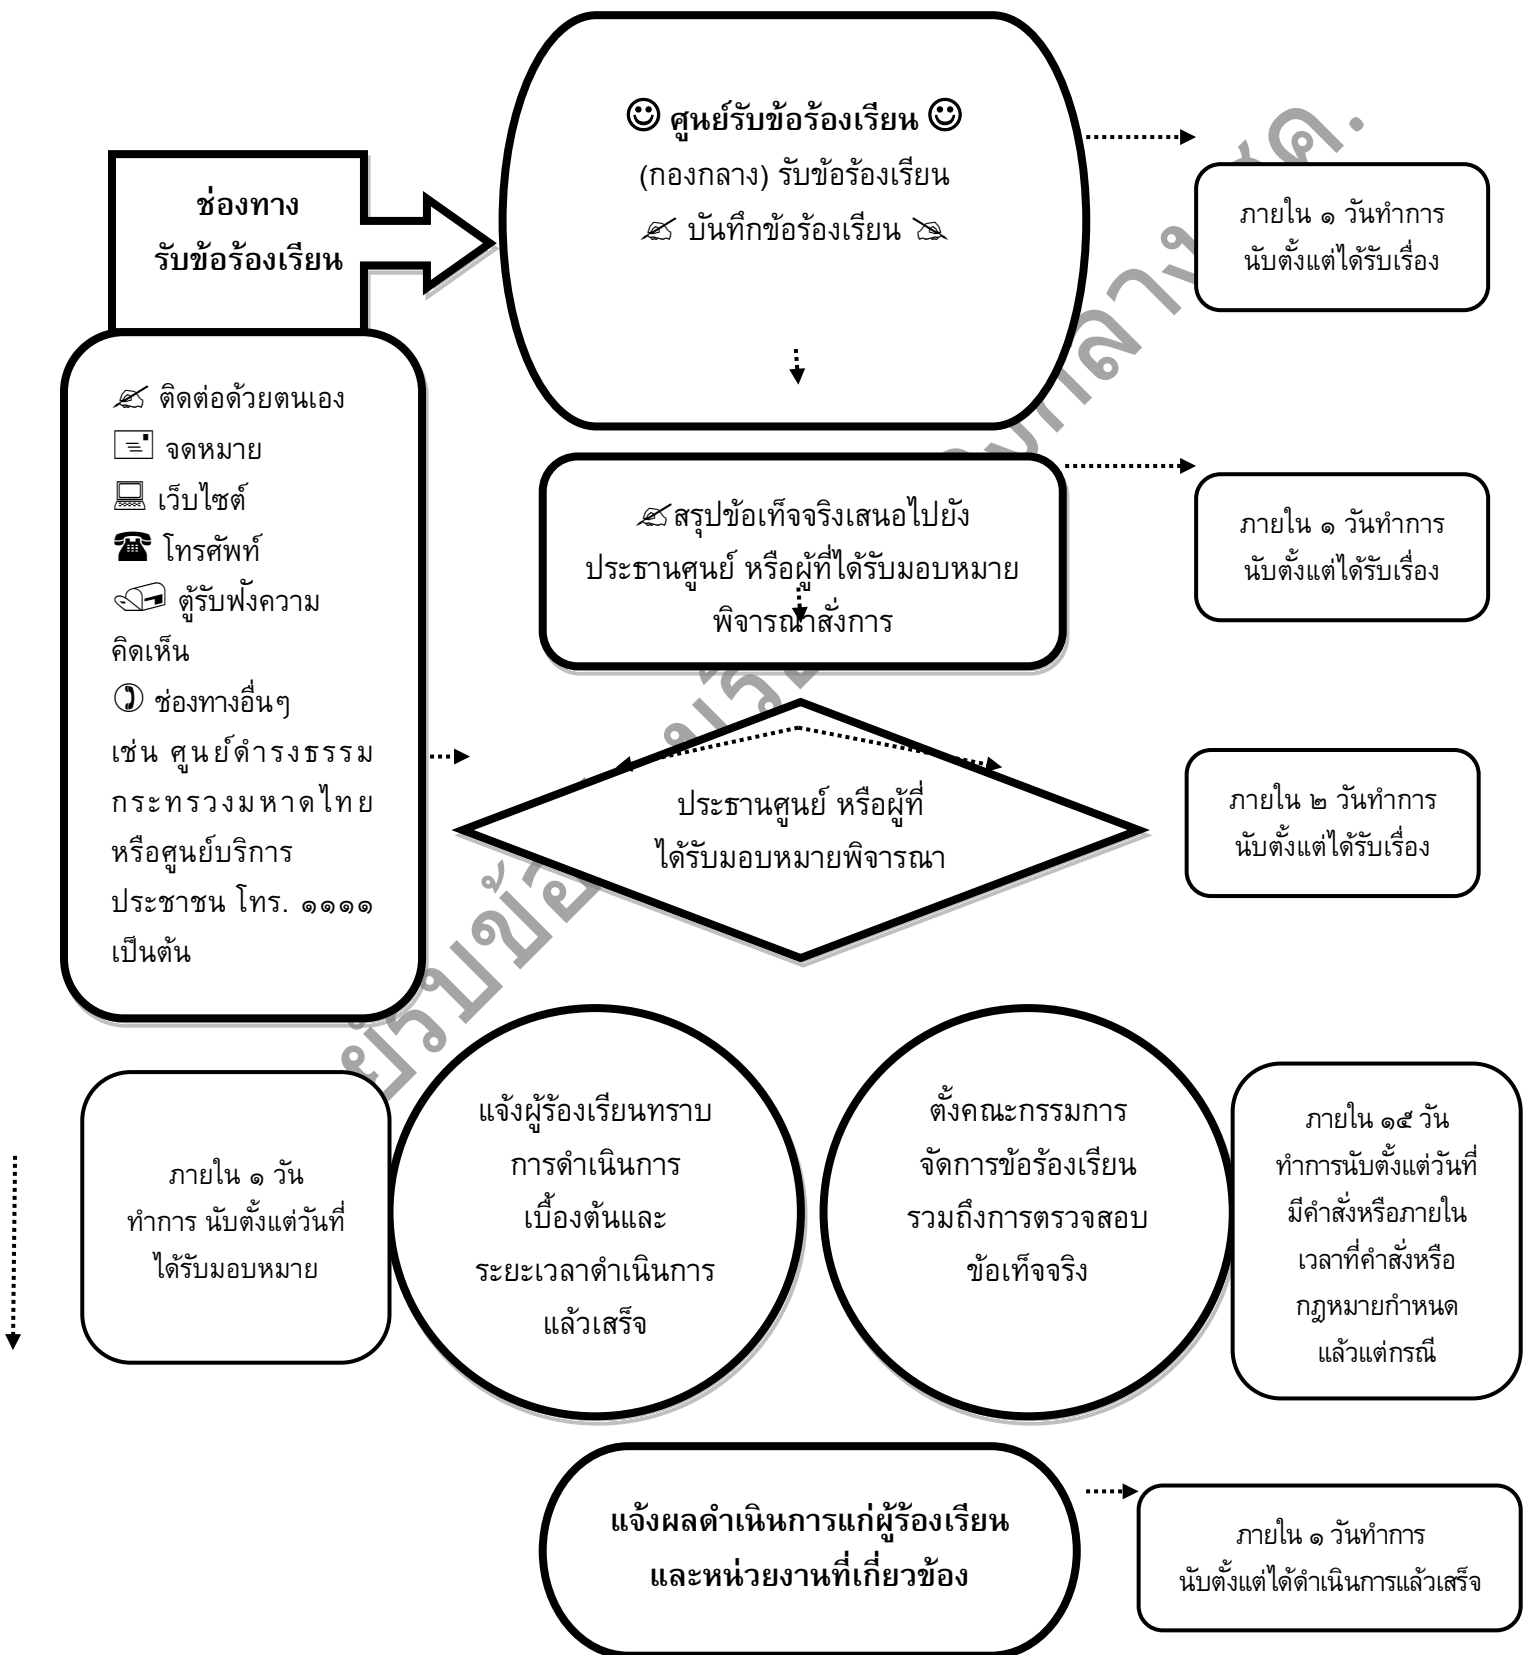 ช่องทาง
รับข้อร้องเรียน
ติดต่อด้วยตนเอง
จดหมาย
เว็บไซต์
โทรศัพท์
ตู้รับฟังความ
คิดเห็น
ช่องทางอื่นๆ
เช่น ศูนย์ดำรงธรรม
กระทรวงมหาดไทย
หรือศูนย์บริการ
ประชาชน โทร. ๑๑๑๑
เป็นต้น
ศูนย์รับข้อร้องเรียน
(กองกลาง) รับข้อร้องเรียน
บันทึกข้อร้องเรียน
ภายใน ๑ วันทำการ
นับตั้งแต่ได้รับเรื่อง
สรุปข้อเท็จจริงเสนอไปยัง
ประธานศูนย์ หรือผู้ที่ได้รับมอบหมาย
พิจารณาสั่งการ
ภายใน ๑ วันทำการ
นับตั้งแต่ได้รับเรื่อง
ประธานศูนย์ หรือผู้ที่
ได้รับมอบหมายพิจารณา
ภายใน ๒ วันทำการ
นับตั้งแต่ได้รับเรื่อง
ภายใน ๑ วัน
ทำการ นับตั้งแต่วันที่
ได้รับมอบหมาย
แจ้งผู้ร้องเรียนทราบ
การดำเนินการ
เบื้องต้นและ
ระยะเวลาดำเนินการ
แล้วเสร็จ
ตั้งคณะกรรมการ
จัดการข้อร้องเรียน
รวมถึงการตรวจสอบ
ข้อเท็จจริง
ภายใน ๑๕ วัน
ทำการนับตั้งแต่วันที่
มีคำสั่งหรือภายใน
เวลาที่คำสั่งหรือ
กฎหมายกำหนด
แล้วแต่กรณี
แจ้งผลดำเนินการแก่ผู้ร้องเรียน
และหน่วยงานที่เกี่ยวข้อง
ภายใน ๑ วันทำการ
นับตั้งแต่ได้ดำเนินการแล้วเสร็จ